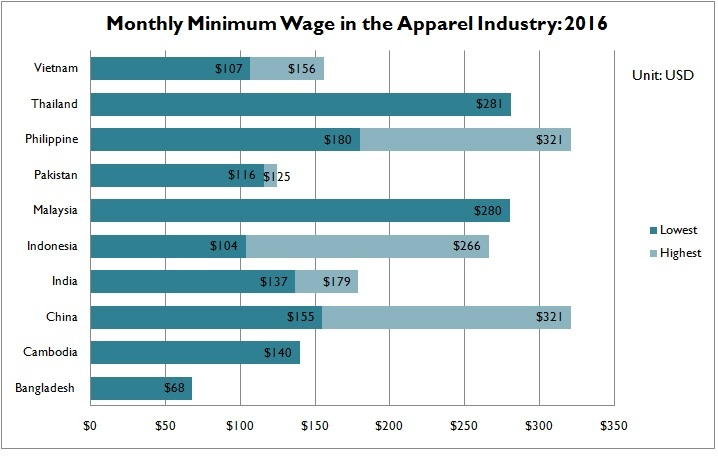 Monthly Minimum Wage in the Apparel Industry: 2016
Unit: USD
Vietnam $107 $156
Thailand $281
Philippine $180 $321
Pakistan $116 $125
Malaysia $280
Indonesia $104 $266
India $137 $179
China $155 $321
Cambodia $140
Bangladesh $68
Lowest
Highest
$0 $50 $100 $150 $200 $250 $300 $350